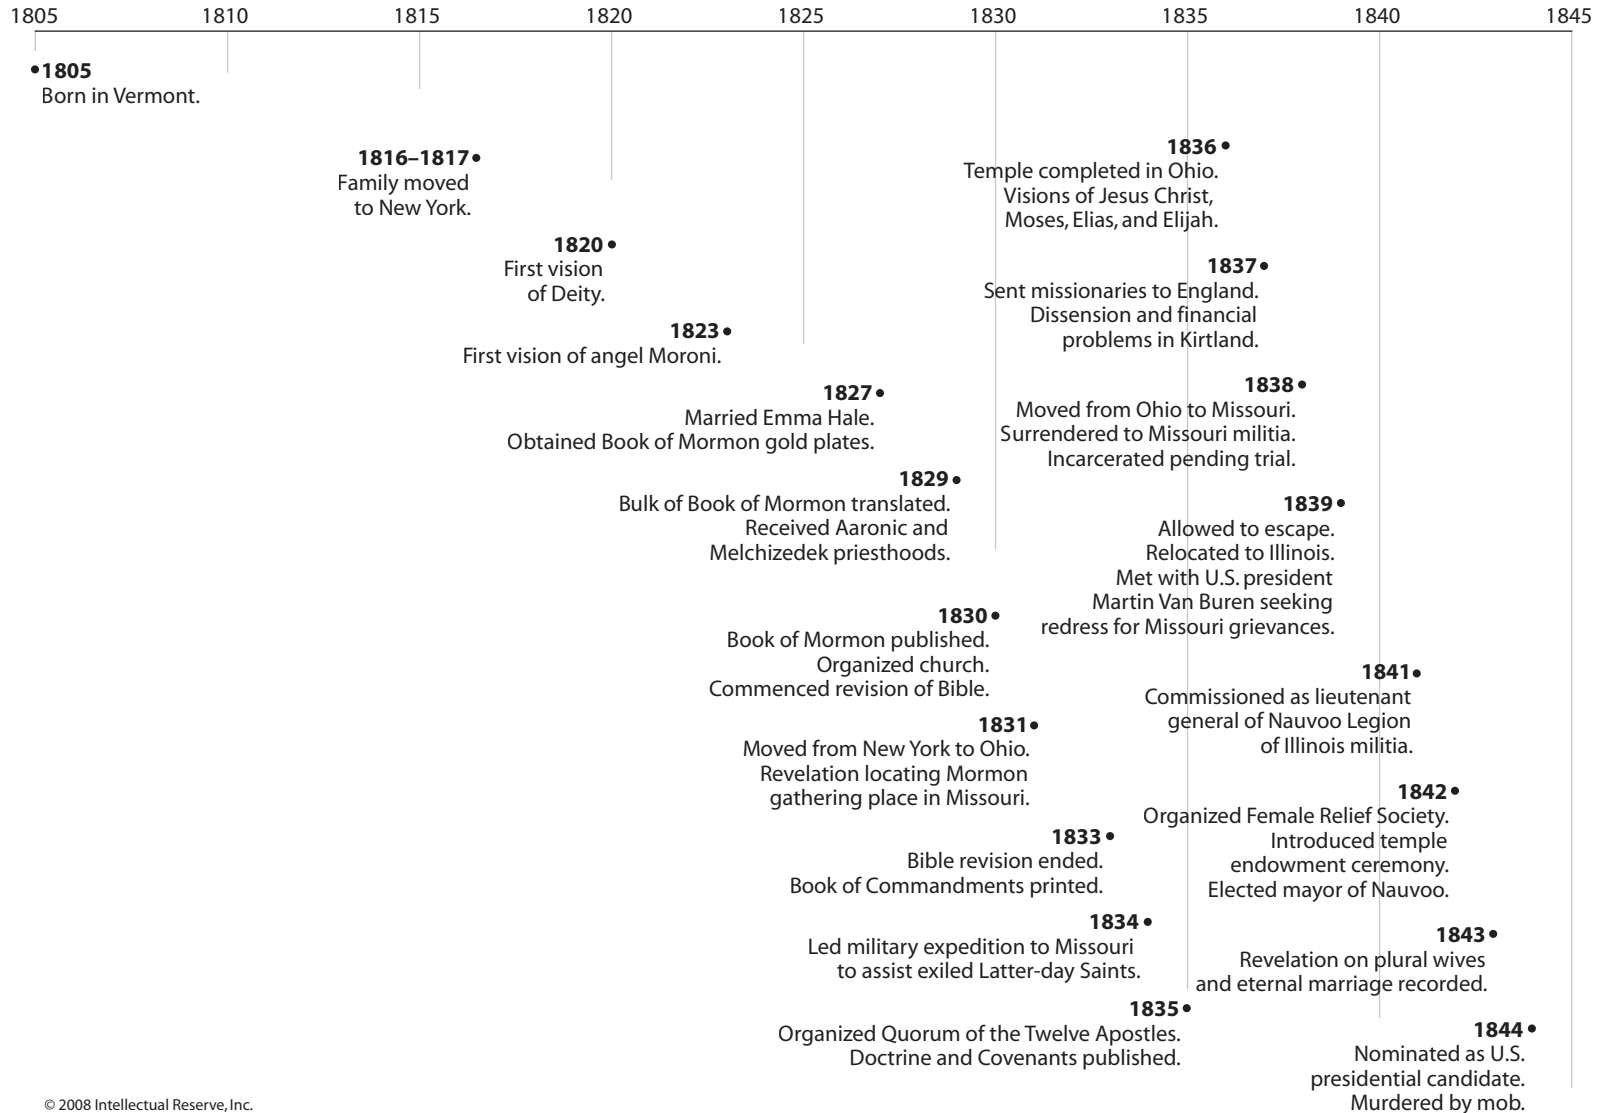 1805 1810 1815 1820 1825 1830 1835 1840 1845
1805
Born in Vermont.
1816–1817
Family moved
to New York.
1820
First vision
of Deity.
1823
First vision of angel Moroni.
1827
Married Emma Hale.
Obtained Book of Mormon gold plates.
1829
Bulk of Book of Mormon translated.
Received Aaronic and
Melchizedek priesthoods.
1830
Book of Mormon published.
Organized church.
Commenced revision of Bible.
1831
Moved from New York to Ohio.
Revelation locating Mormon
gathering place in Missouri.
1833
Bible revision ended.
Book of Commandments printed.
1834
Led military expedition to Missouri
to assist exiled Latter-day Saints.
1835
Organized Quorum of the Twelve Apostles.
Doctrine and Covenants published.
1836
Temple completed in Ohio.
Visions of Jesus Christ,
Moses, Elias, and Elijah.
1837
Sent missionaries to England.
Dissension and financial
problems in Kirtland.
1838
Moved from Ohio to Missouri.
Surrendered to Missouri militia.
Incarcerated pending trial.
1839
Allowed to escape.
Relocated to Illinois.
Met with U.S. president
Martin Van Buren seeking
redress for Missouri grievances.
1841
Commissioned as lieutenant
general of Nauvoo Legion
of Illinois militia.
1842
Organized Female Relief Society.
Introduced temple
endowment ceremony.
Elected mayor of Nauvoo.
1843
Revelation on plural wives
and eternal marriage recorded.
1844
Nominated as U.S.
presidential candidate.
Murdered by mob.
© 2008 Intellectual Reserve, Inc.